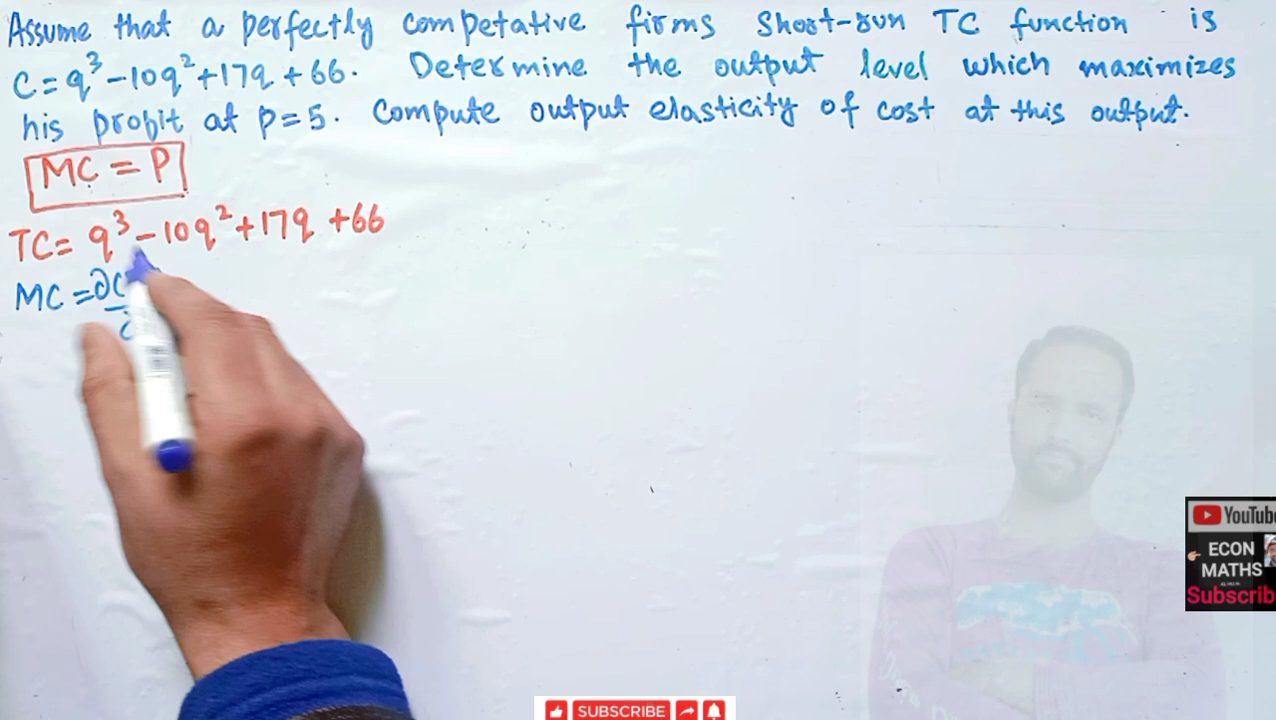 Assume that a perfectly competative firms Short-run TC function is
C = q³ - 10q² + 17q + 66. Determine the output level which maximizes
his profit at p = 5. Compute output elasticity of cost at this output.
MC = P
TC = q³ - 10q² + 17q + 66
MC = ∂C
YouTube
ECON
MATHS
Subscrib
SUBSCRIBE